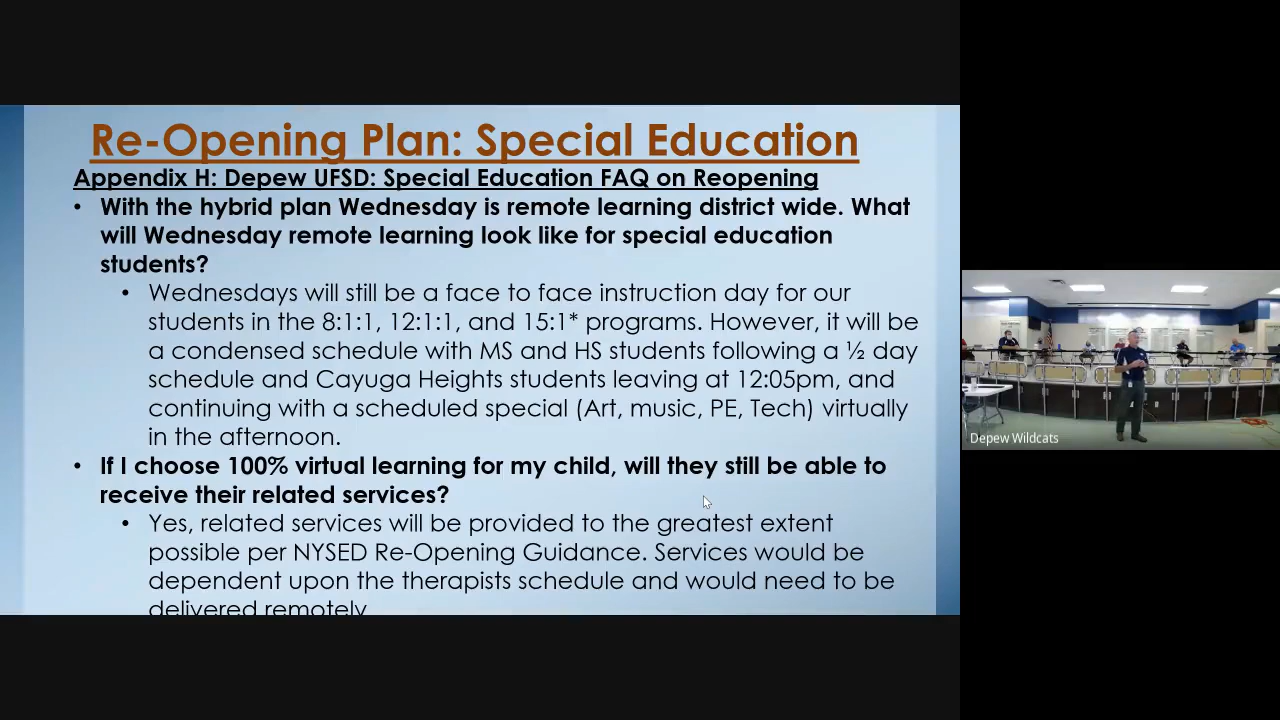 Re-Opening Plan: Special Education
Appendix H: Depew UFSD: Special Education FAQ on Reopening
• With the hybrid plan Wednesday is remote learning district wide. What
will Wednesday remote learning look like for special education
students?
• Wednesdays will still be a face to face instruction day for our
students in the 8:1:1, 12:1:1, and 15:1* programs. However, it will be
a condensed schedule with MS and HS students following a ½ day
schedule and Cayuga Heights students leaving at 12:05pm, and
continuing with a scheduled special (Art, music, PE, Tech) virtually
in the afternoon.
• If I choose 100% virtual learning for my child, will they still be able to
receive their related services?
• Yes, related services will be provided to the greatest extent
possible per NYSED Re-Opening Guidance. Services would be
dependent upon the therapists schedule and would need to be
delivered remotely
Depew Wildcats